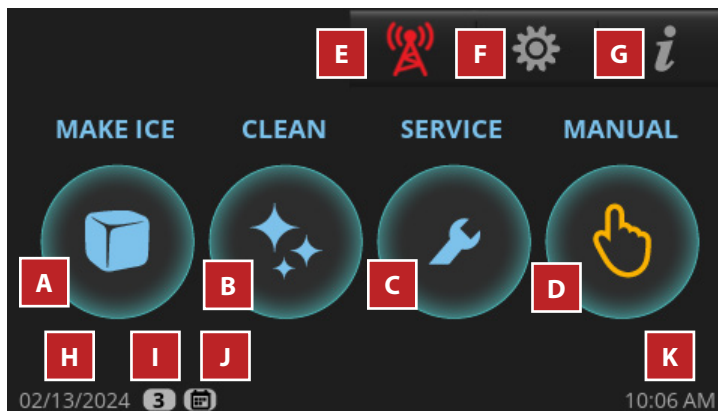 E F G i
MAKE ICE CLEAN SERVICE MANUAL
A B C D
H I J K
02/13/2024 3 10:06 AM